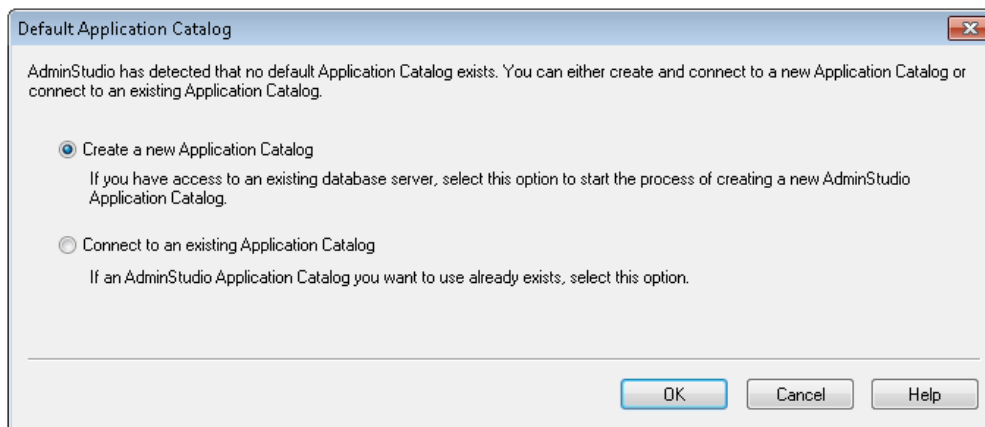 Default Application Catalog
AdminStudio has detected that no default Application Catalog exists. You can either create and connect to a new Application Catalog or
connect to an existing Application Catalog.
Create a new Application Catalog
If you have access to an existing database server, select this option to start the process of creating a new AdminStudio
Application Catalog.
Connect to an existing Application Catalog
If an AdminStudio Application Catalog you want to use already exists, select this option.
OK Cancel Help